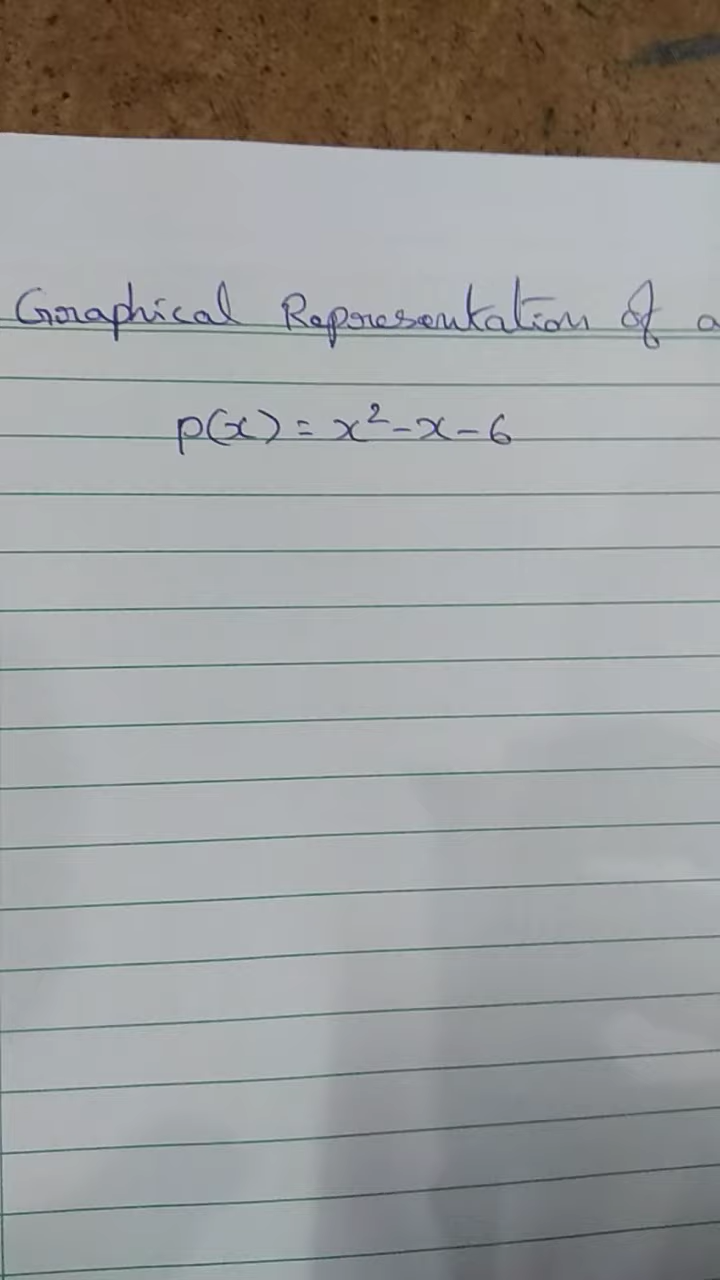 Graphical Representation of a
p(x) = x² - x - 6